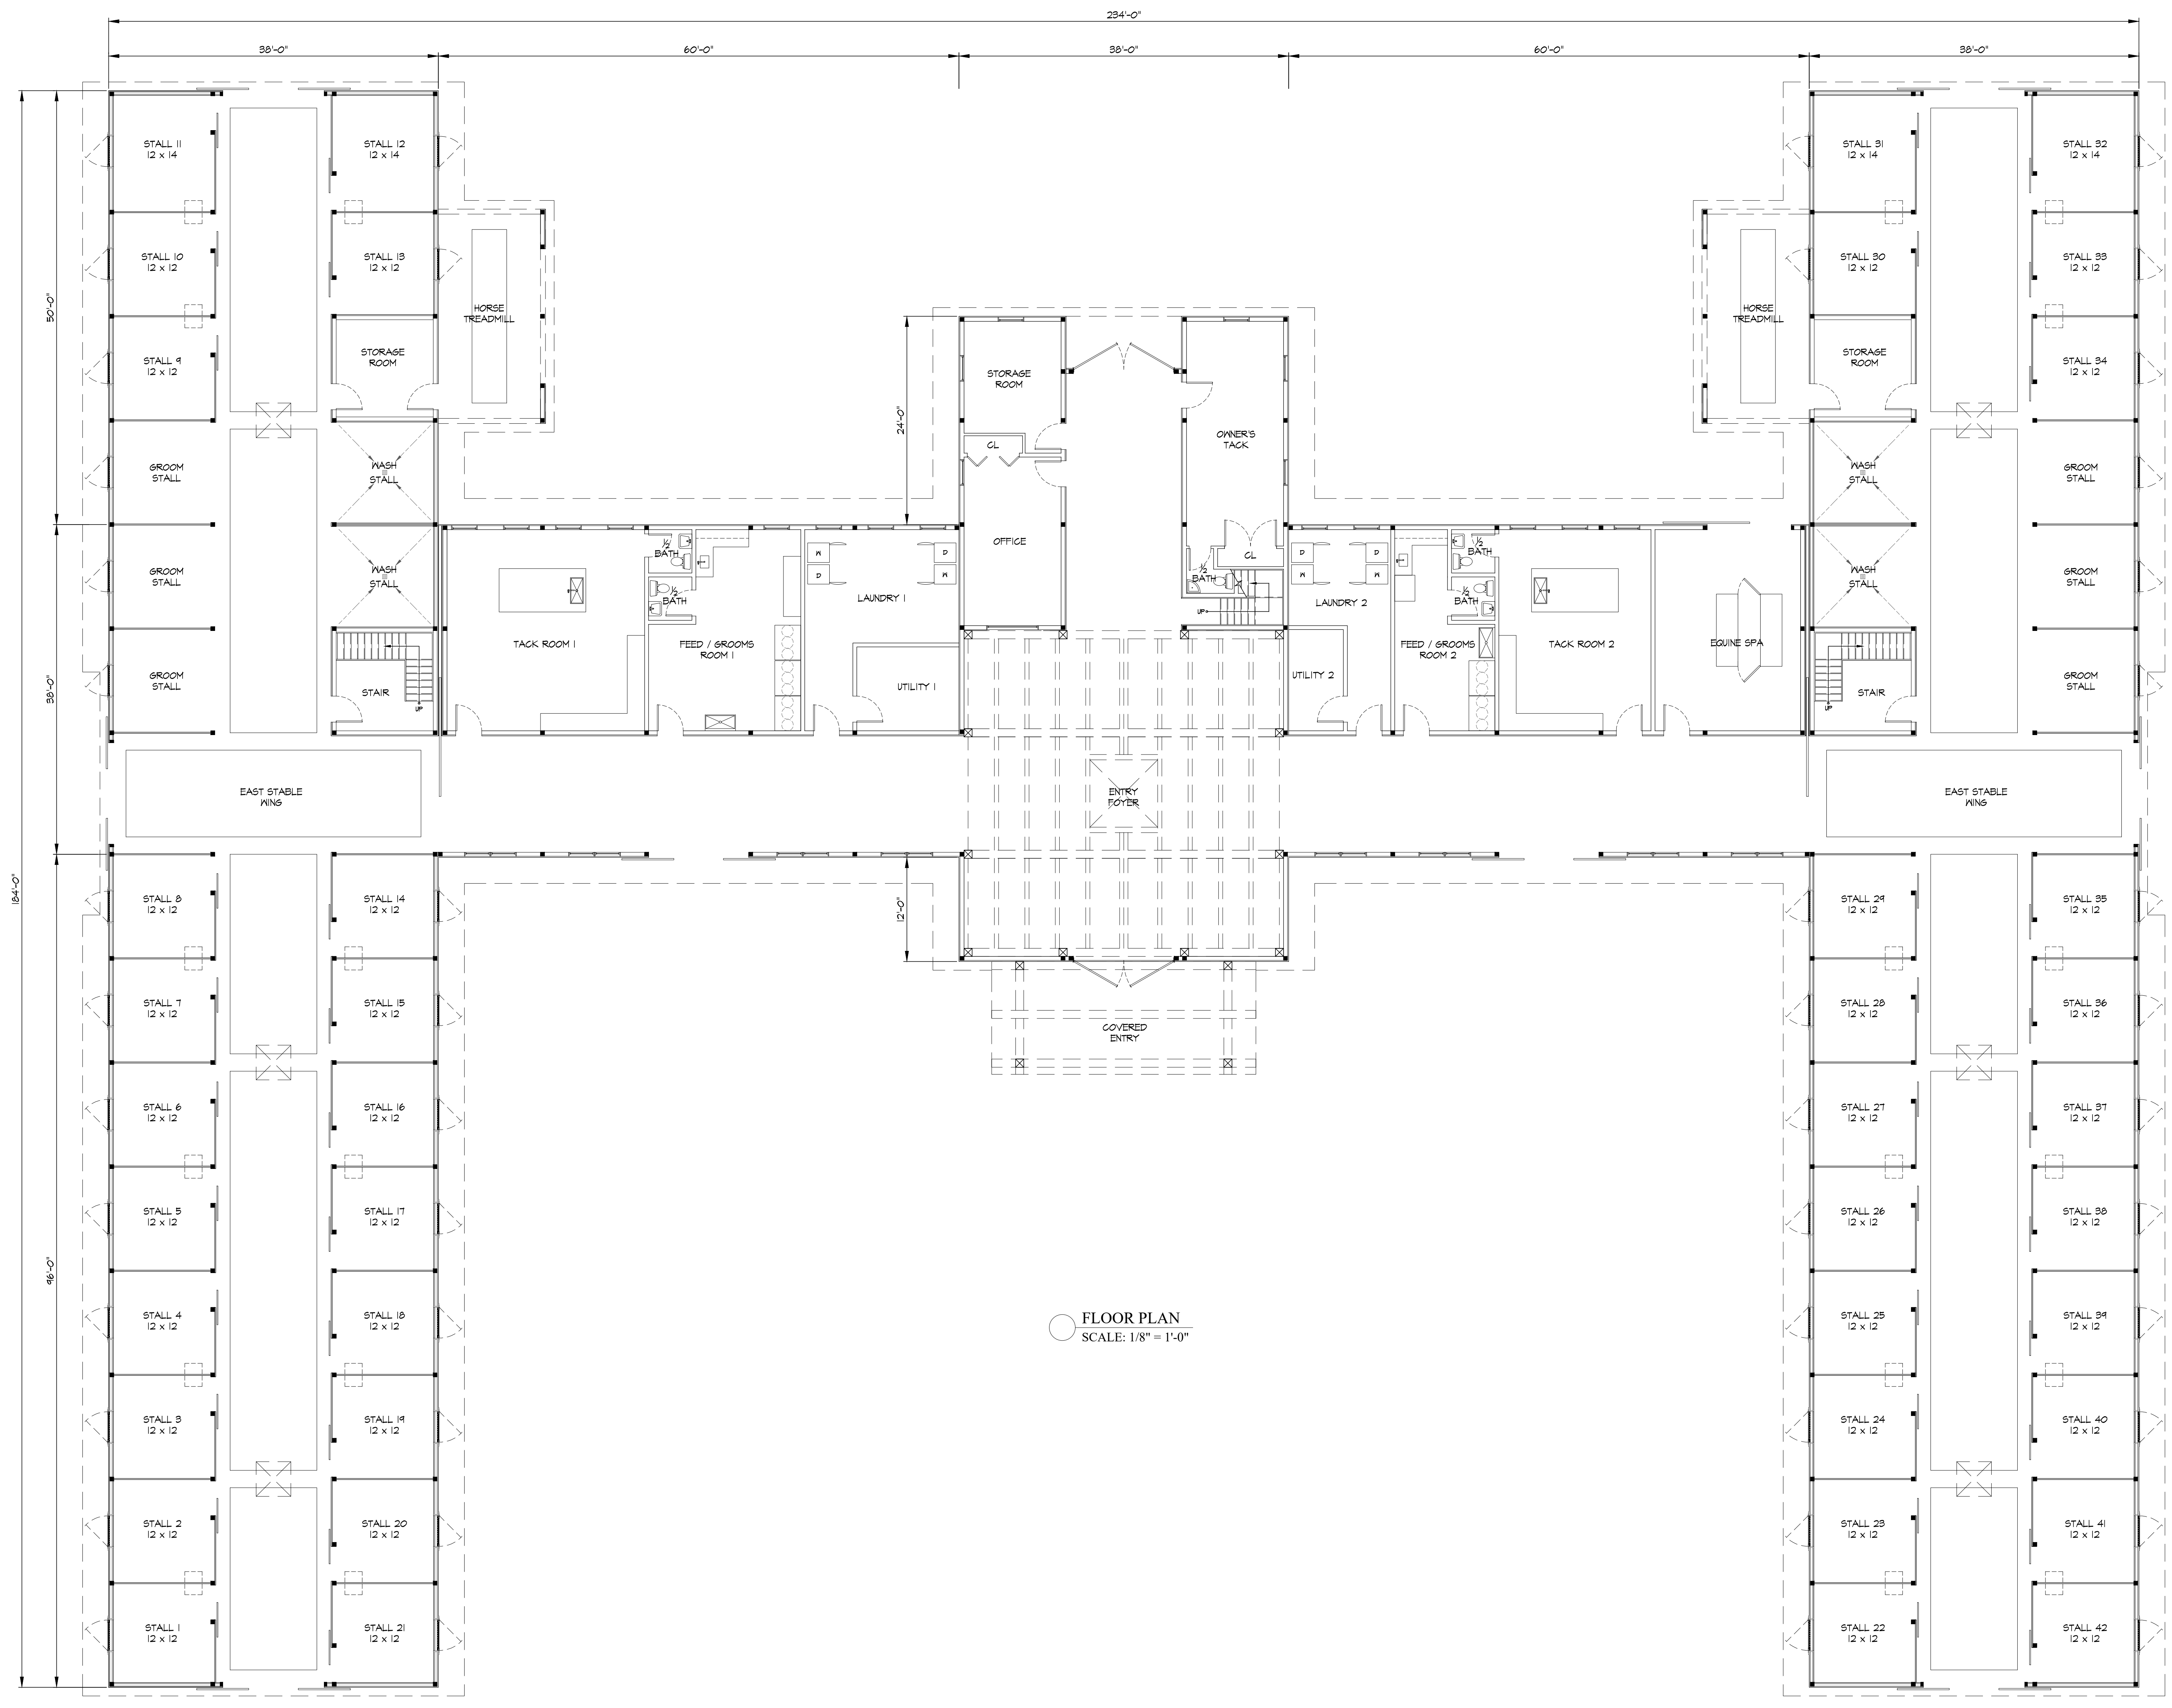 234'-0"
38'-0"
60'-0"
38'-0"
60'-0"
38'-0"
STALL 11
12 x 14
STALL 12
12 x 14
STALL 31
12 x 14
STALL 32
12 x 14
STALL 10
12 x 12
STALL 13
12 x 12
STALL 30
12 x 12
STALL 33
12 x 12
50'-0"
HORSE
TREADMILL
HORSE
TREADMILL
STALL 9
12 x 12
STORAGE
ROOM
STORAGE
ROOM
STALL 34
12 x 12
STORAGE
ROOM
24'-0"
OWNER'S
TACK
CL
GROOM
STALL
WASH
STALL
WASH
STALL
GROOM
STALL
OFFICE
CL
1/2
BATH
1/2
BATH
1/2
BATH
1/2
BATH
1/2
BATH
W
D
D
W
D
W
D
W
GROOM
STALL
WASH
STALL
WASH
STALL
GROOM
STALL
LAUNDRY 1
LAUNDRY 2
UP
TACK ROOM 1
FEED / GROOMS
ROOM 1
FEED / GROOMS
ROOM 2
TACK ROOM 2
EQUINE SPA
UTILITY 1
UTILITY 2
38'-0"
GROOM
STALL
STAIR
UP
STAIR
UP
GROOM
STALL
EAST STABLE
WING
ENTRY
FOYER
EAST STABLE
WING
184'-0"
12'-0"
STALL 8
12 x 12
STALL 14
12 x 12
STALL 29
12 x 12
STALL 35
12 x 12
STALL 7
12 x 12
STALL 15
12 x 12
STALL 28
12 x 12
STALL 36
12 x 12
COVERED
ENTRY
STALL 6
12 x 12
STALL 16
12 x 12
STALL 27
12 x 12
STALL 37
12 x 12
STALL 5
12 x 12
STALL 17
12 x 12
STALL 26
12 x 12
STALL 38
12 x 12
96'-0"
STALL 4
12 x 12
STALL 18
12 x 12
FLOOR PLAN
SCALE: 1/8" = 1'-0"
STALL 25
12 x 12
STALL 39
12 x 12
STALL 3
12 x 12
STALL 19
12 x 12
STALL 24
12 x 12
STALL 40
12 x 12
STALL 2
12 x 12
STALL 20
12 x 12
STALL 23
12 x 12
STALL 41
12 x 12
STALL 1
12 x 12
STALL 21
12 x 12
STALL 22
12 x 12
STALL 42
12 x 12